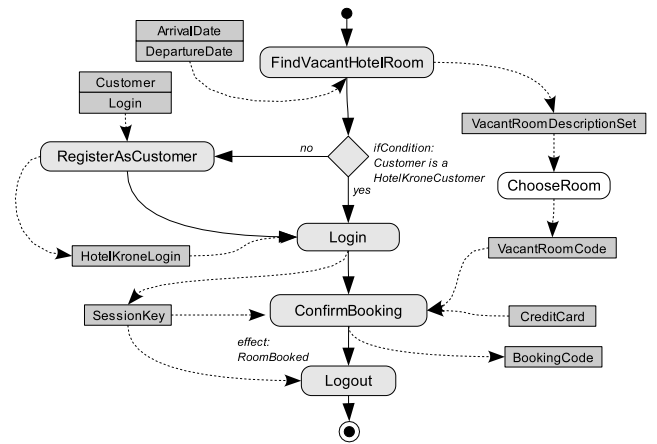 ArrivalDate
DepartureDate
FindVacantHotelRoom
Customer
Login
VacantRoomDescriptionSet
RegisterAsCustomer
no
ifCondition:
Customer is a
HotelKroneCustomer
yes
ChooseRoom
Login
HotelKroneLogin
VacantRoomCode
SessionKey
ConfirmBooking
CreditCard
effect:
RoomBooked
BookingCode
Logout